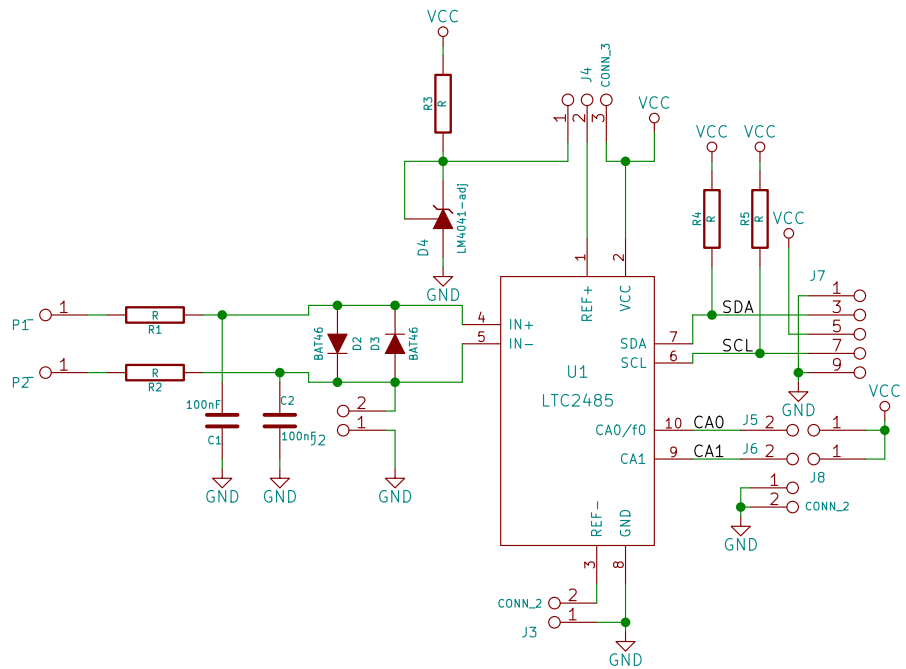 VCC
R3
R
J4
CONN_3
1
2
3
VCC
VCC
VCC
D4
LM4041-adj
GND
R4
R
R5
R
VCC
J7
1
3
5
7
9
GND
P1
1
R
R1
P2
1
R
R2
100nF
C1
GND
C2
100nF
GND
BAT46
D2
D3
BAT46
J2
2
1
GND
4
IN+
5
IN-
1
REF+
2
VCC
U1
LTC2485
SDA
7
SDA
SCL
6
SCL
CA0/f0
10
CA0
CA1
9
CA1
REF-
3
GND
8
J5
2
1
VCC
J6
2
1
J8
1
2
CONN_2
GND
CONN_2
2
1
J3
GND